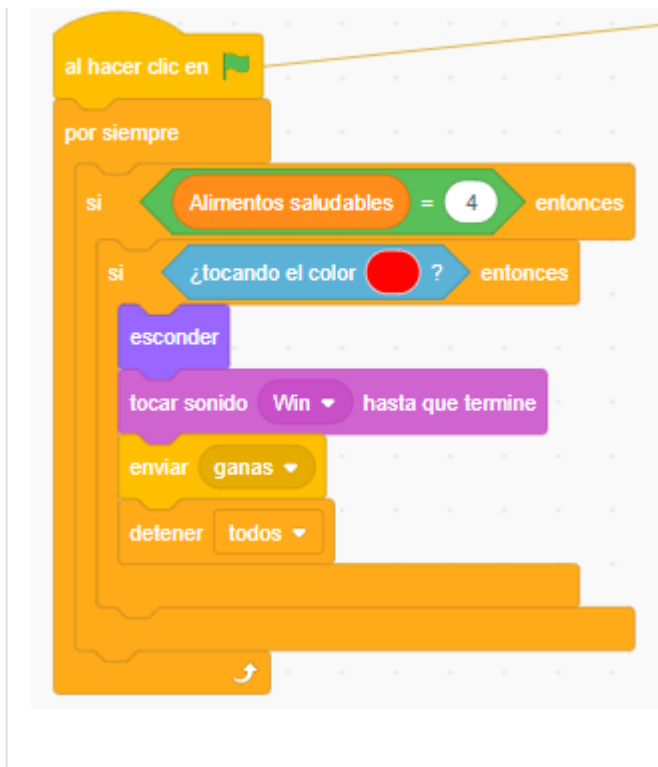 al hacer clic en
por siempre
si Alimentos saludables = 4 entonces
si ¿tocando el color ? entonces
esconder
tocar sonido Win hasta que termine
enviar ganas
detener todos